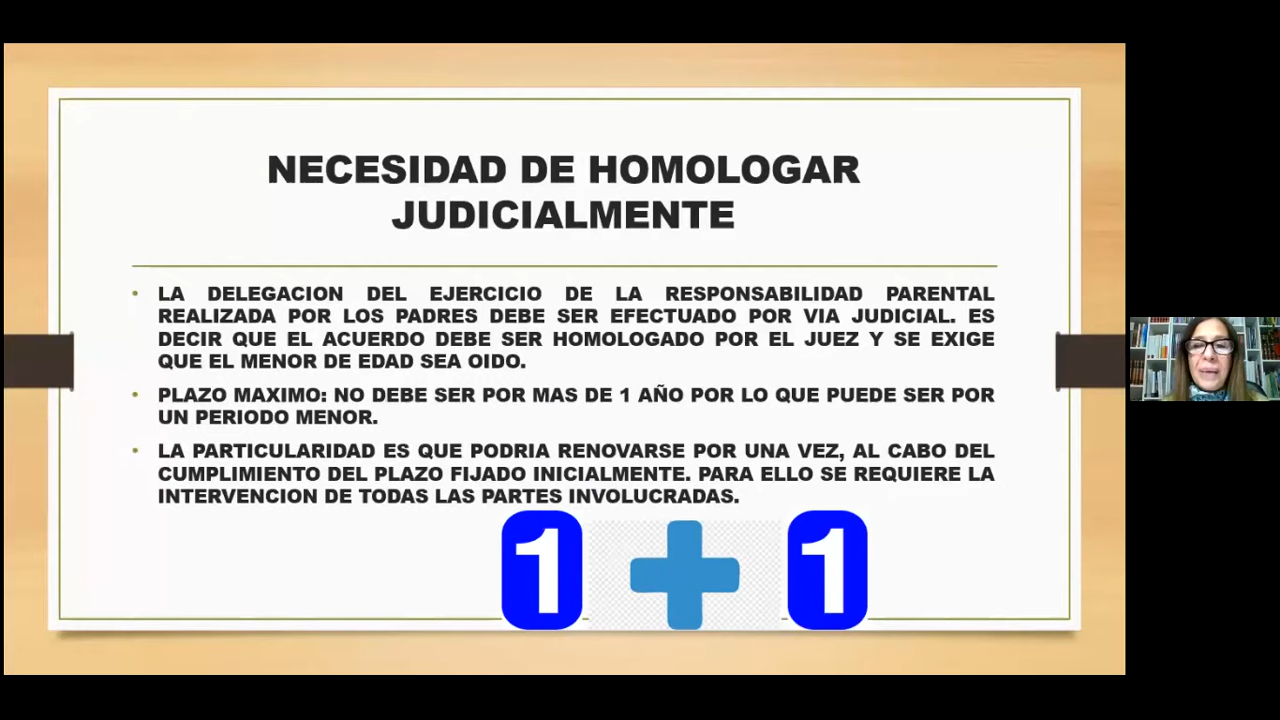 NECESIDAD DE HOMOLOGAR
JUDICIALMENTE
• LA DELEGACION DEL EJERCICIO DE LA RESPONSABILIDAD PARENTAL
REALIZADA POR LOS PADRES DEBE SER EFECTUADO POR VIA JUDICIAL. ES
DECIR QUE EL ACUERDO DEBE SER HOMOLOGADO POR EL JUEZ Y SE EXIGE
QUE EL MENOR DE EDAD SEA OIDO.
• PLAZO MAXIMO: NO DEBE SER POR MAS DE 1 AÑO POR LO QUE PUEDE SER POR
UN PERIODO MENOR.
• LA PARTICULARIDAD ES QUE PODRIA RENOVARSE POR UNA VEZ, AL CABO DEL
CUMPLIMIENTO DEL PLAZO FIJADO INICIALMENTE. PARA ELLO SE REQUIERE LA
INTERVENCION DE TODAS LAS PARTES INVOLUCRADAS.
1 + 1